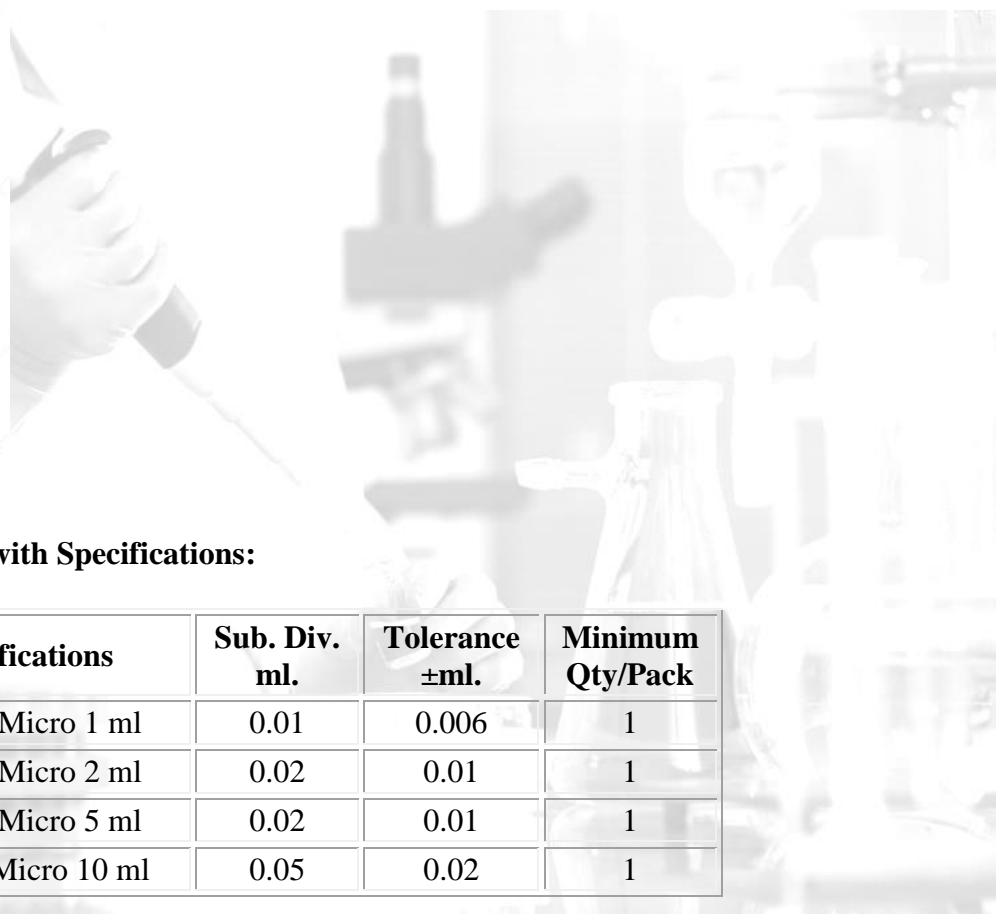 with Specifications:
fications Sub. Div. ml. Tolerance ±ml. Minimum Qty/Pack
Micro 1 ml 0.01 0.006 1
Micro 2 ml 0.02 0.01 1
Micro 5 ml 0.02 0.01 1
Micro 10 ml 0.05 0.02 1